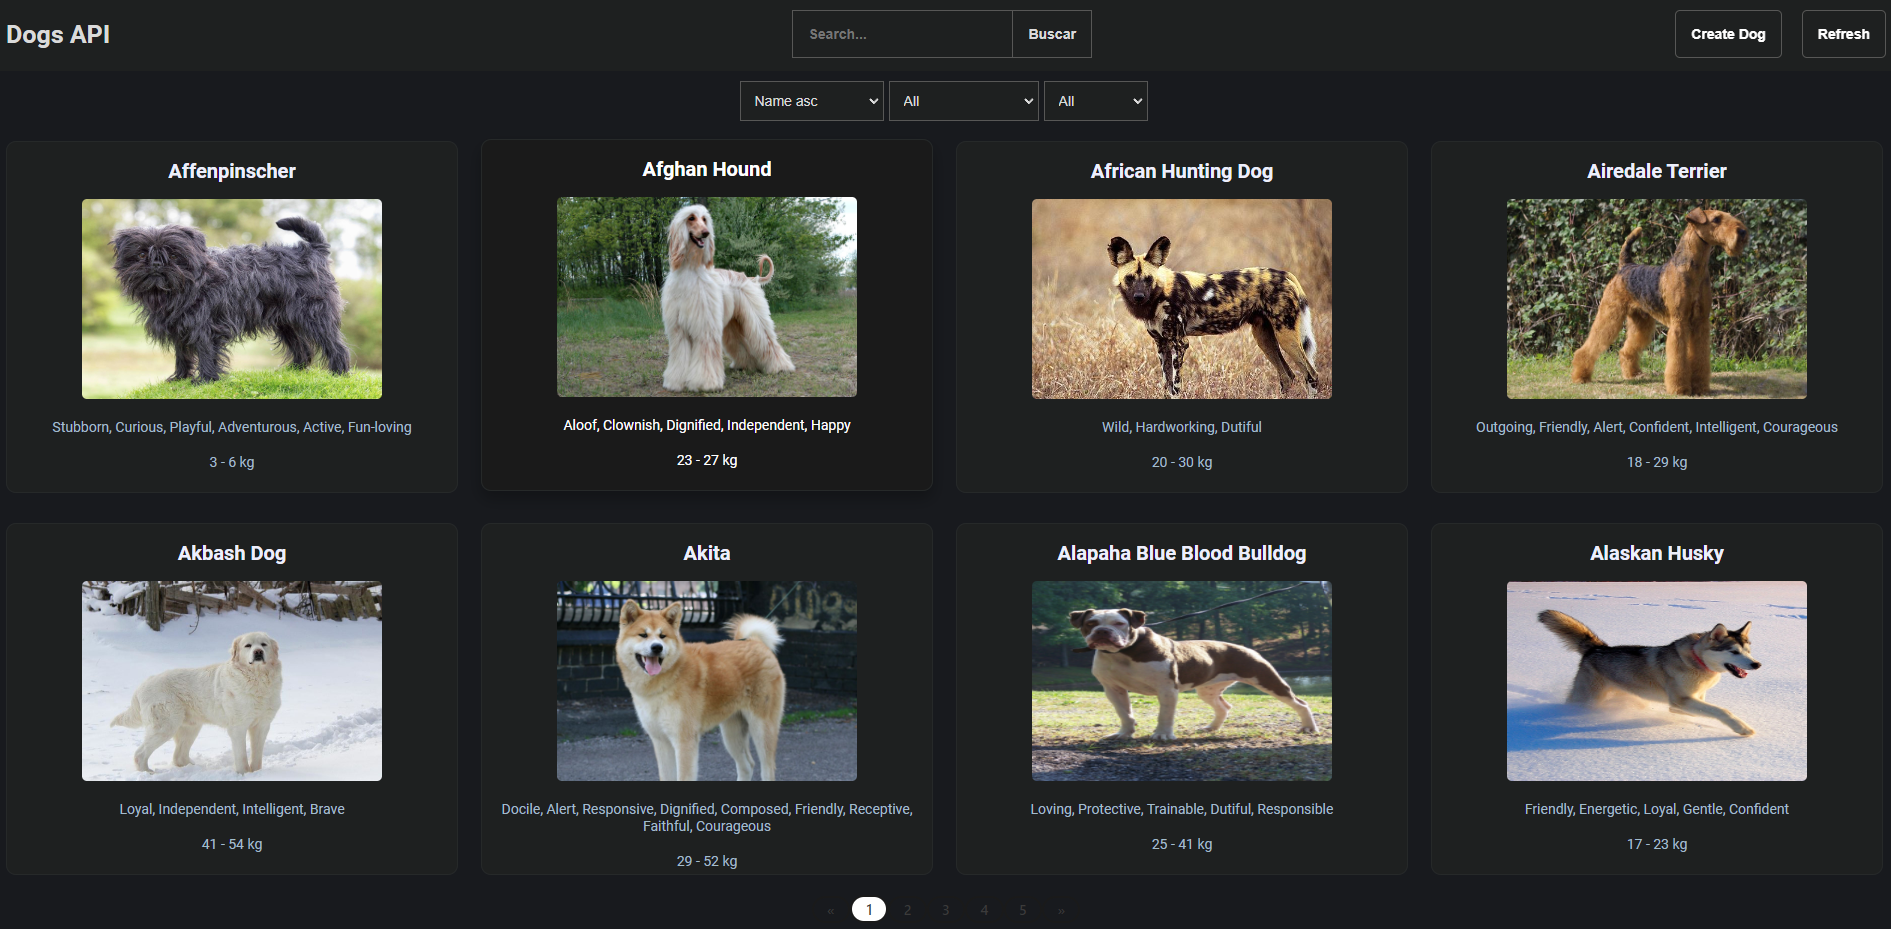 Dogs API
Search...
Buscar
Create Dog
Refresh
Name asc
All
All
Affenpinscher
Stubborn, Curious, Playful, Adventurous, Active, Fun-loving
3 - 6 kg
Afghan Hound
Aloof, Clownish, Dignified, Independent, Happy
23 - 27 kg
African Hunting Dog
Wild, Hardworking, Dutiful
20 - 30 kg
Airedale Terrier
Outgoing, Friendly, Alert, Confident, Intelligent, Courageous
18 - 29 kg
Akbash Dog
Loyal, Independent, Intelligent, Brave
41 - 54 kg
Akita
Docile, Alert, Responsive, Dignified, Composed, Friendly, Receptive,
Faithful, Courageous
29 - 52 kg
Alapaha Blue Blood Bulldog
Loving, Protective, Trainable, Dutiful, Responsible
25 - 41 kg
Alaskan Husky
Friendly, Energetic, Loyal, Gentle, Confident
17 - 23 kg
« 1 2 3 4 5 »